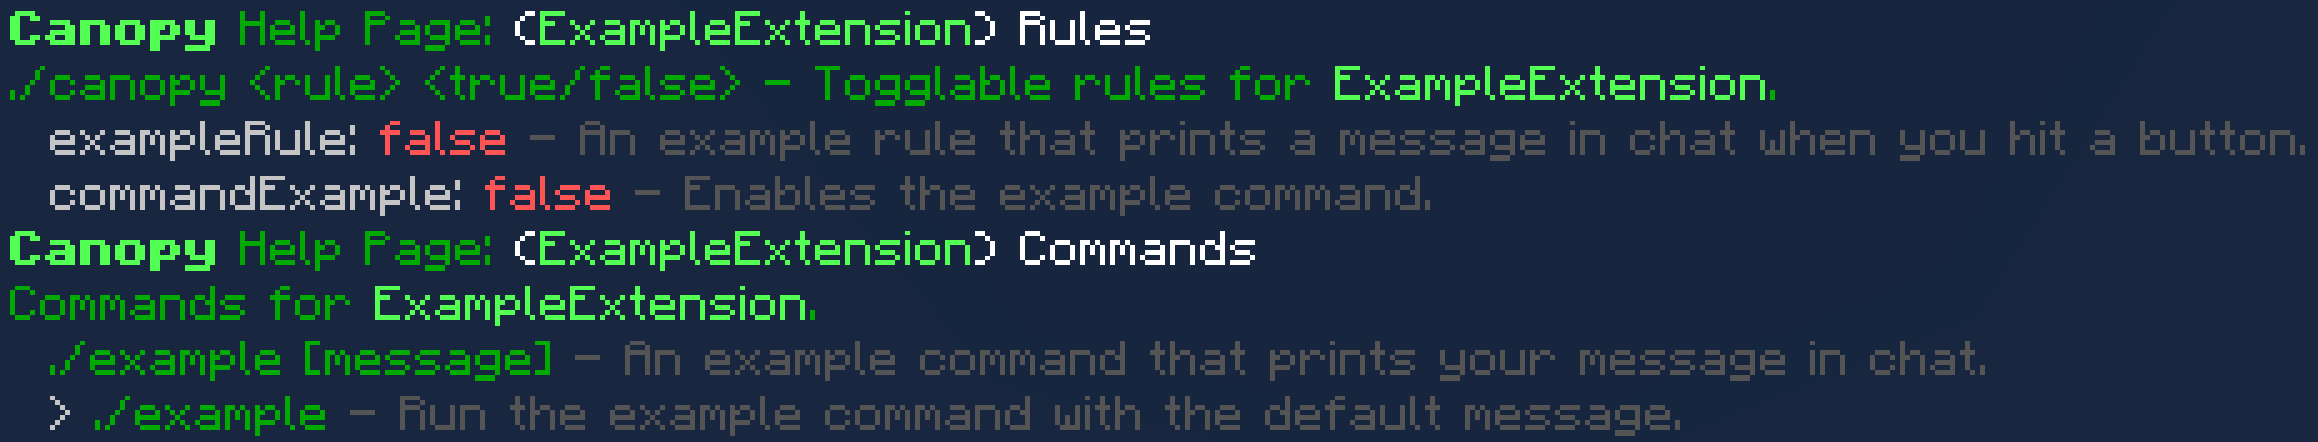 Canopy Help Page: (ExampleExtension) Rules
./canopy <rule> <true/false> - Togglable rules for ExampleExtension.
exampleRule: false - An example rule that prints a message in chat when you hit a button.
commandExample: false - Enables the example command.
Canopy Help Page: (ExampleExtension) Commands
Commands for ExampleExtension.
./example [message] - An example command that prints your message in chat.
> ./example - Run the example command with the default message.